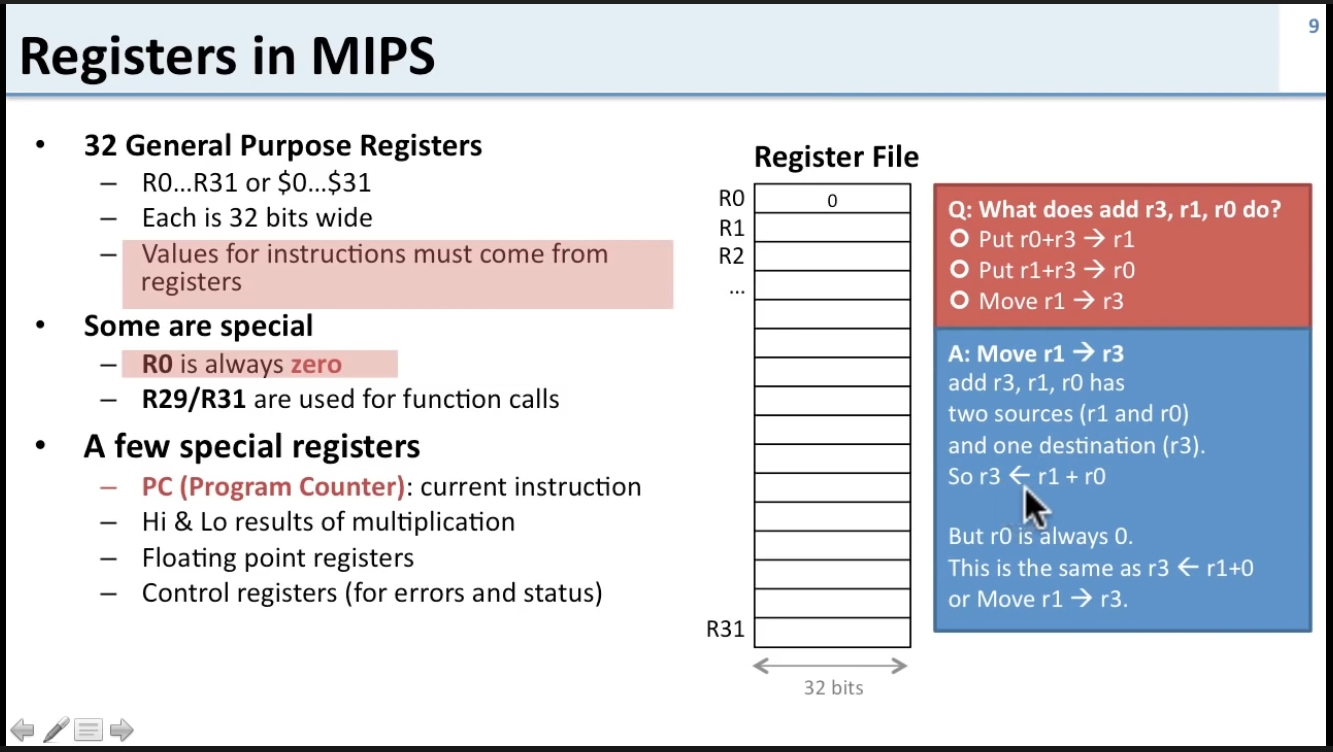 9
Registers in MIPS
• 32 General Purpose Registers
– R0...R31 or $0...$31
– Each is 32 bits wide
– Values for instructions must come from
registers
• Some are special
– R0 is always zero
– R29/R31 are used for function calls
• A few special registers
– PC (Program Counter): current instruction
– Hi & Lo results of multiplication
– Floating point registers
– Control registers (for errors and status)
Register File
R0 0
R1
R2
...
R31
32 bits
Q: What does add r3, r1, r0 do?
Put r0+r3 → r1
Put r1+r3 → r0
Move r1 → r3
A: Move r1 → r3
add r3, r1, r0 has
two sources (r1 and r0)
and one destination (r3).
So r3 ← r1 + r0
But r0 is always 0.
This is the same as r3 ← r1+0
or Move r1 → r3.